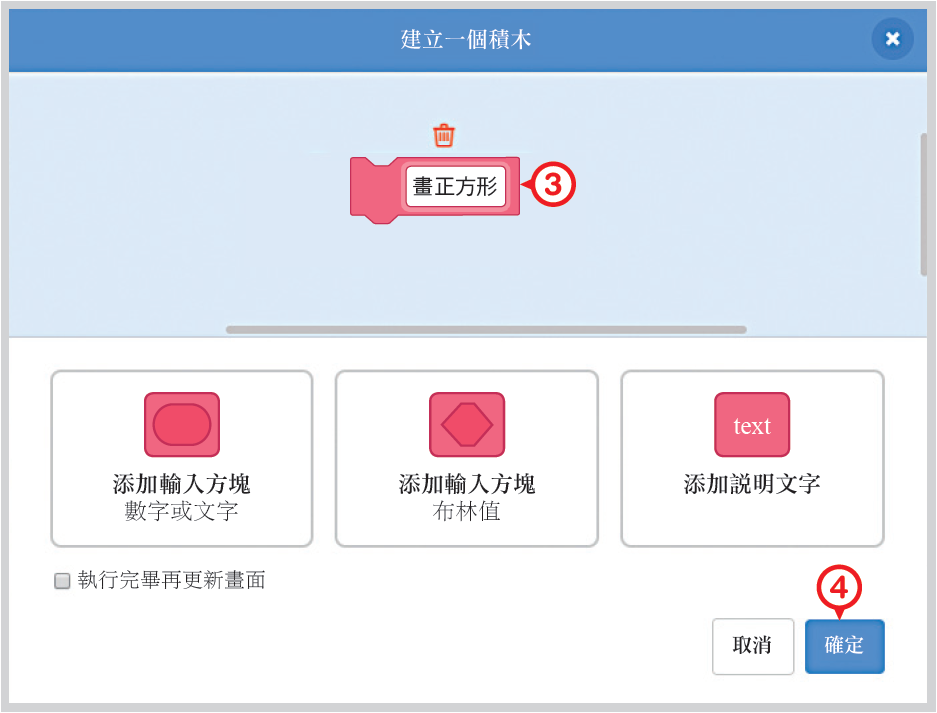 建立一個積木
畫正方形
3
text
添加輸入方塊
數字或文字
添加輸入方塊
布林值
添加説明文字
執行完畢再更新畫面
4
取消
確定